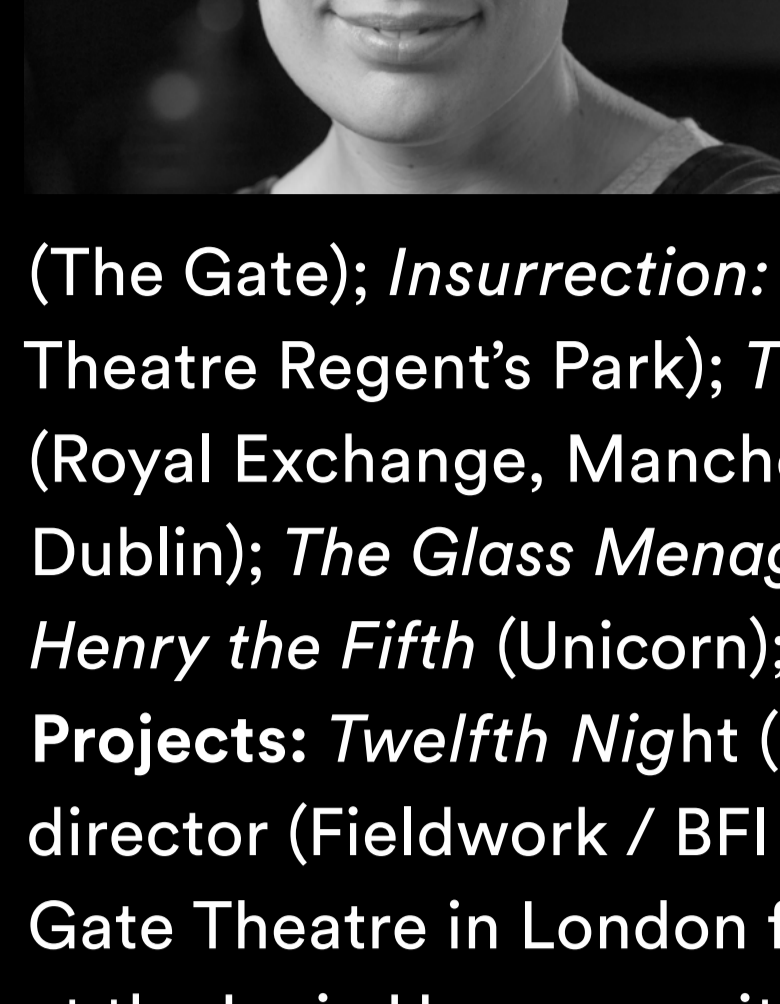 (The Gate); Insurrection:
Theatre Regent’s Park); T
(Royal Exchange, Manch
Dublin); The Glass Menag
Henry the Fifth (Unicorn);
Projects: Twelfth Night (
director (Fieldwork / BFI
Gate Theatre in London f